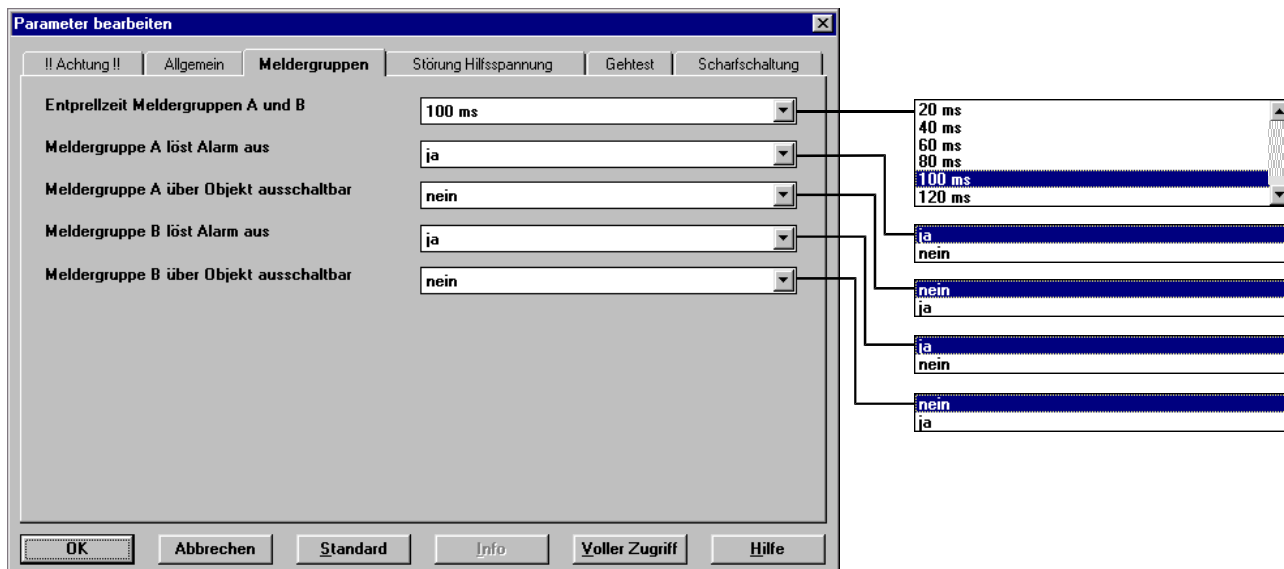 Parameter bearbeiten
!! Achtung !!
Allgemein
Meldergruppen
Störung Hilfsspannung
Gehtest
Scharfschaltung
Entprellzeit Meldergruppen A und B
100 ms
Meldergruppe A löst Alarm aus
ja
Meldergruppe A über Objekt ausschaltbar
nein
Meldergruppe B löst Alarm aus
ja
Meldergruppe B über Objekt ausschaltbar
nein
20 ms
40 ms
60 ms
80 ms
100 ms
120 ms
ja
nein
nein
ja
ja
nein
nein
ja
OK
Abbrechen
Standard
Info
Voller Zugriff
Hilfe